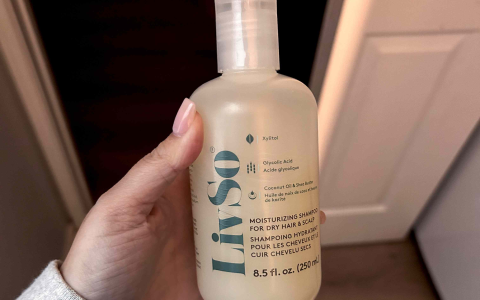 LivSo®
Xylitol
Glycolic Acid
Acide glycolique
Coconut Oil & Shea Butter
Huile de noix de coco et beurre
de karité
MOISTURIZING SHAMPOO
FOR DRY HAIR & SCALP
SHAMPOING HYDRATANT
POUR LES CHEVEUX ET LE
CUIR CHEVELU SECS
8.5 fl. oz. (250 mL